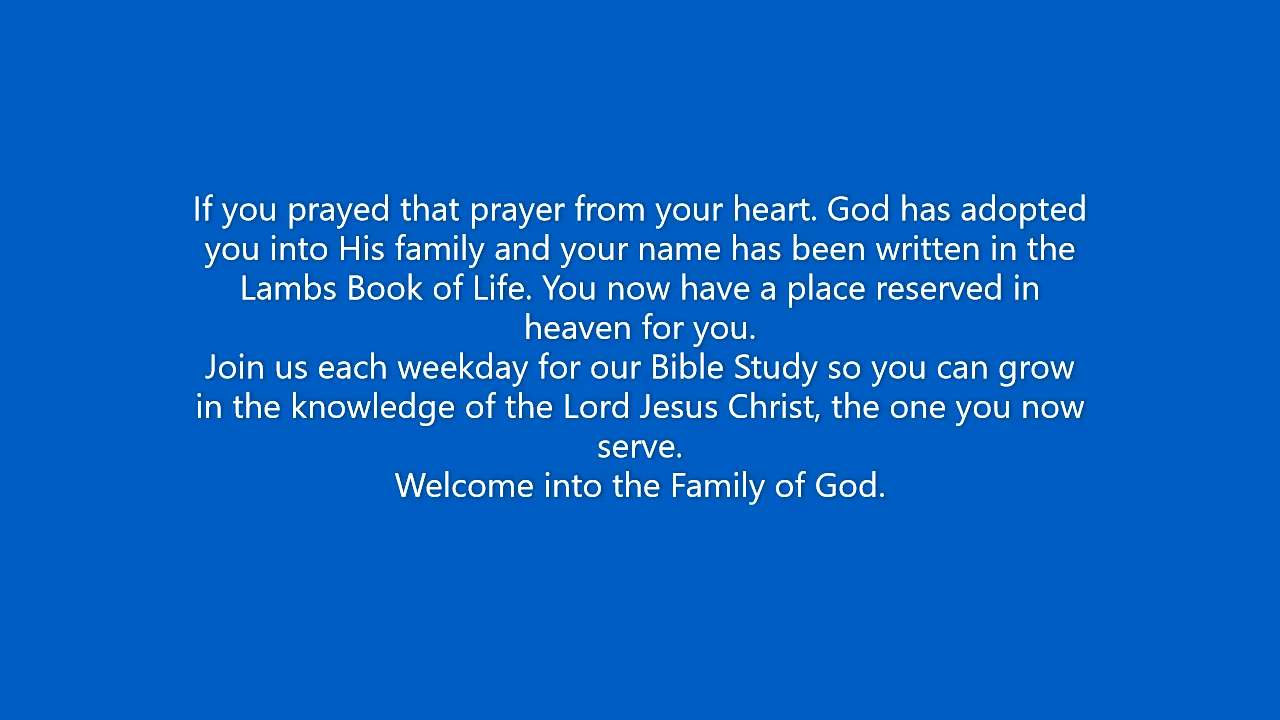 If you prayed that prayer from your heart. God has adopted
you into His family and your name has been written in the
Lambs Book of Life. You now have a place reserved in
heaven for you.
Join us each weekday for our Bible Study so you can grow
in the knowledge of the Lord Jesus Christ, the one you now
serve.
Welcome into the Family of God.